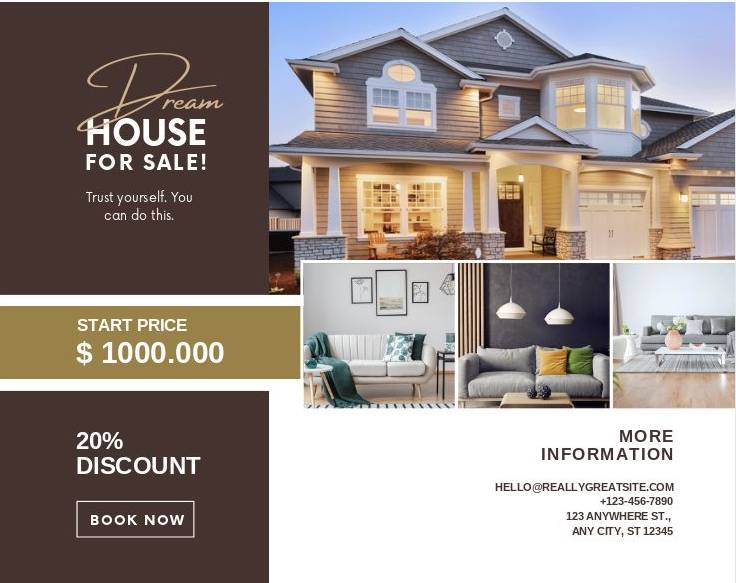 Dream
HOUSE
FOR SALE!
Trust yourself. You
can do this.
START PRICE
$ 1000.000
20%
DISCOUNT
BOOK NOW
MORE
INFORMATION
HELLO@REALLYGREATSITE.COM
+123-456-7890
123 ANYWHERE ST.,
ANY CITY, ST 12345